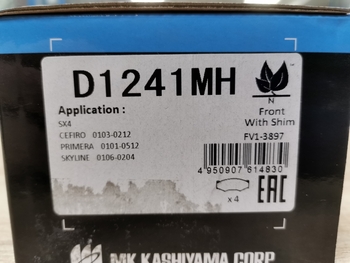 D1241MH
N
Application :
Front
With Shim
SX4
CEFIRO 0103-0212
PRIMERA 0101-0512
SKYLINE 0106-0204
FV1-3897
4 950907 614830
x4
EAC
MK KASHIYAMA CORP.